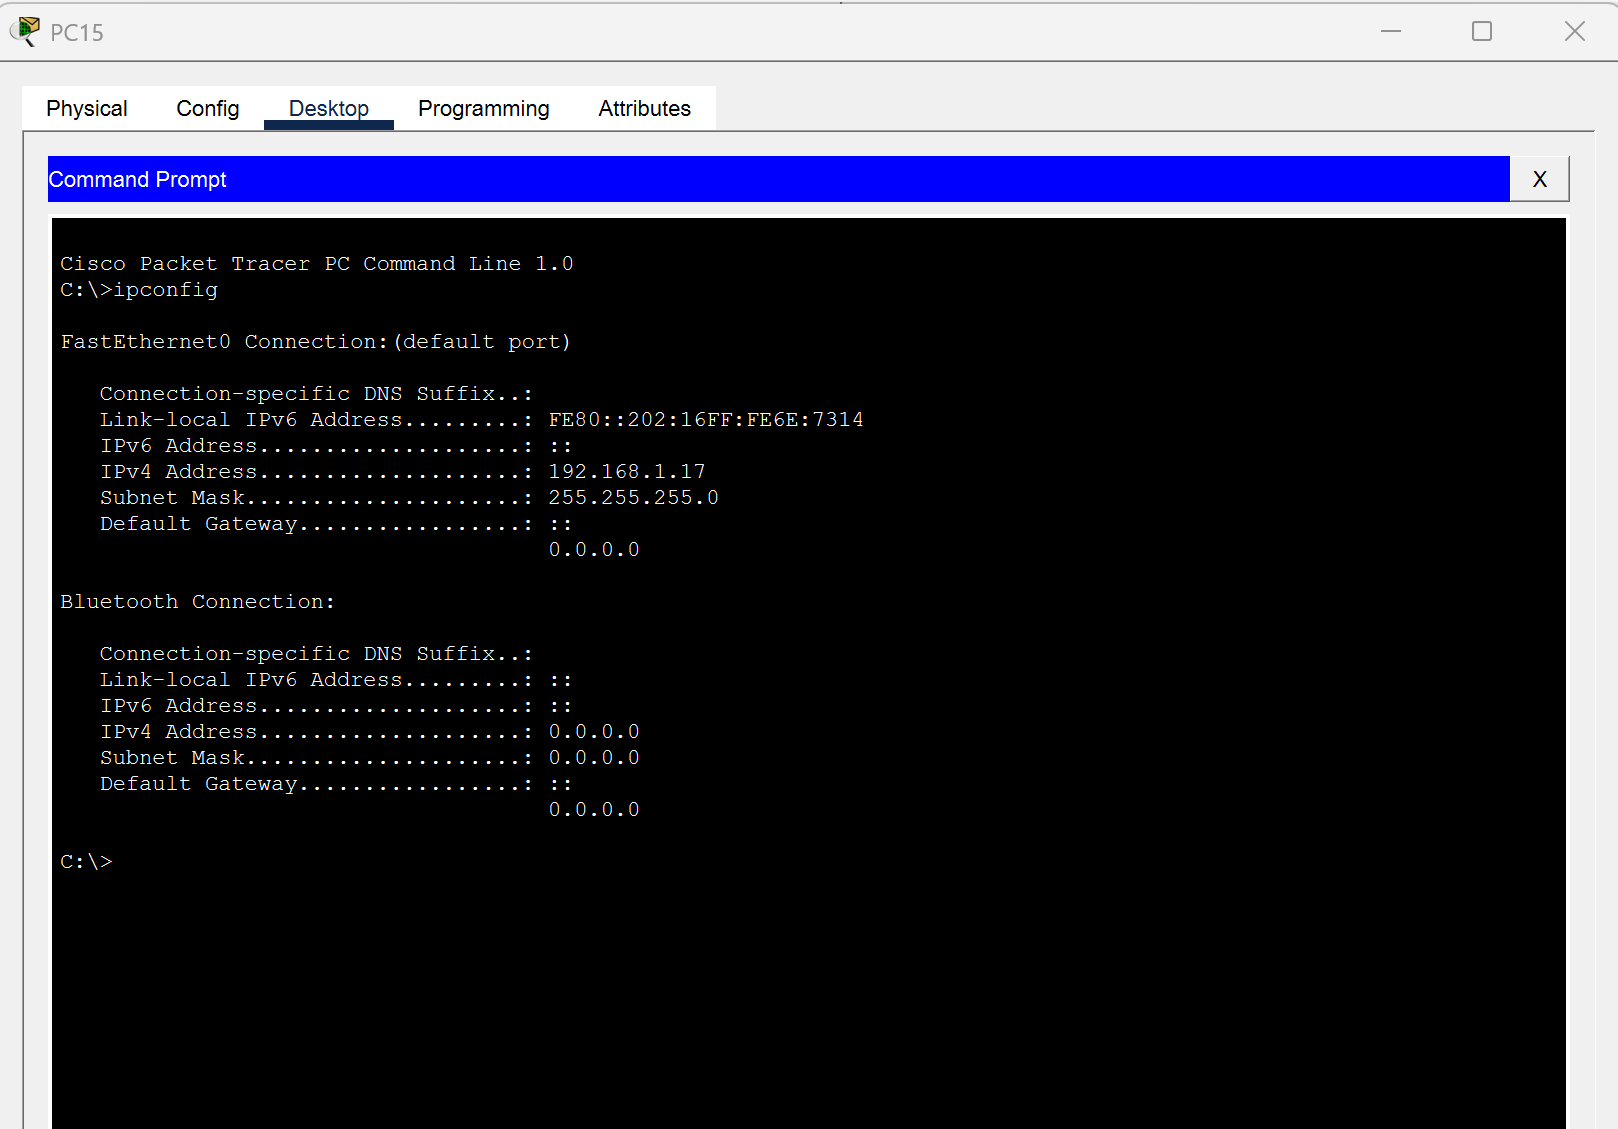 PC15
Physical Config Desktop Programming Attributes
Command Prompt X
Cisco Packet Tracer PC Command Line 1.0
C:\>ipconfig
FastEthernet0 Connection:(default port)
Connection-specific DNS Suffix..:
Link-local IPv6 Address.........: FE80::202:16FF:FE6E:7314
IPv6 Address....................: ::
IPv4 Address....................: 192.168.1.17
Subnet Mask.....................: 255.255.255.0
Default Gateway.................: ::
0.0.0.0
Bluetooth Connection:
Connection-specific DNS Suffix..:
Link-local IPv6 Address.........: ::
IPv6 Address....................: ::
IPv4 Address....................: 0.0.0.0
Subnet Mask.....................: 0.0.0.0
Default Gateway.................: ::
0.0.0.0
C:\>